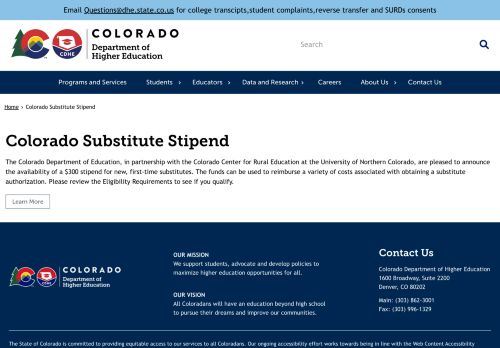 Email Questions@dhe.state.co.us for college transcipts,student complaints,reverse transfer and SURDs consents
COLORADO
Department of
Higher Education
CDHE
Search
Programs and Services Students Educators Data and Research Careers About Us Contact Us
Home > Colorado Substitute Stipend
Colorado Substitute Stipend
The Colorado Department of Education, in partnership with the Colorado Center for Rural Education at the University of Northern Colorado, are pleased to announce
the availability of a $300 stipend for new, first-time substitutes. The funds can be used to reimburse a variety of costs associated with obtaining a substitute
authorization. Please review the Eligibility Requirements to see if you qualify.
Learn More
COLORADO
Department of
Higher Education
CDHE
OUR MISSION
We support students, advocate and develop policies to
maximize higher education opportunities for all.
OUR VISION
All Coloradans will have an education beyond high school
to pursue their dreams and improve our communities.
Contact Us
Colorado Department of Higher Education
1600 Broadway, Suite 2200
Denver, CO 80202
Main: (303) 862-3001
Fax: (303) 996-1329
The State of Colorado is committed to providing equitable access to our services to all Coloradans. Our ongoing accessibility effort works towards being in line with the Web Content Accessibility